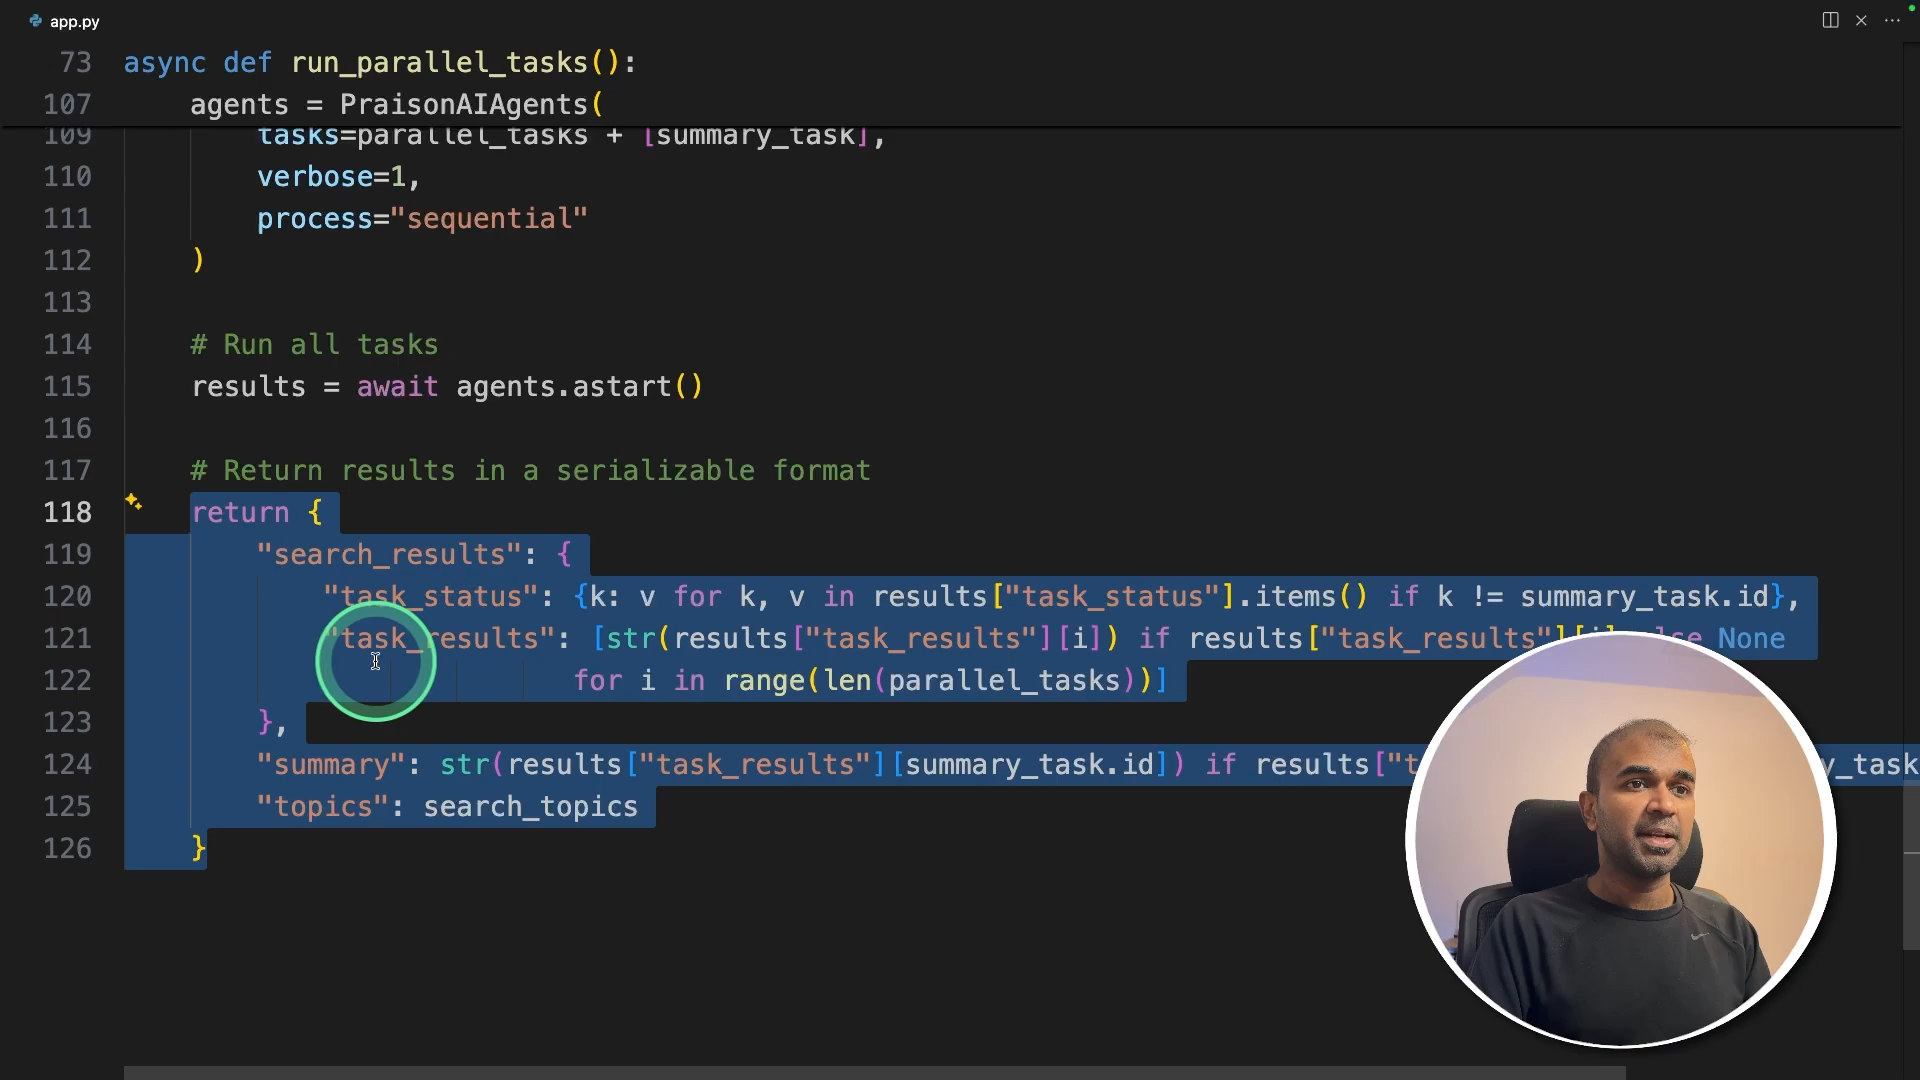 app.py
73 async def run_parallel_tasks():
107 agents = PraisonAIAgents(
109 tasks=parallel_tasks + [summary_task],
110 verbose=1,
111 process="sequential"
112 )
113
114 # Run all tasks
115 results = await agents.astart()
116
117 # Return results in a serializable format
118 return {
119 "search_results": {
120 "task_status": {k: v for k, v in results["task_status"].items() if k != summary_task.id},
121 "task_results": [str(results["task_results"][i]) if results["task_results"][i] else None
122 for i in range(len(parallel_tasks))]
123 },
124 "summary": str(results["task_results"][summary_task.id]) if results["t y_task
125 "topics": search_topics
126 }